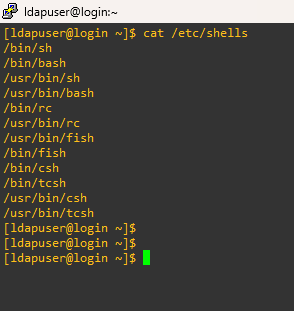 ldapuser@login:~
[ldapuser@login ~]$ cat /etc/shells
/bin/sh
/bin/bash
/usr/bin/sh
/usr/bin/bash
/bin/rc
/usr/bin/rc
/usr/bin/fish
/bin/fish
/bin/csh
/bin/tcsh
/usr/bin/csh
/usr/bin/tcsh
[ldapuser@login ~]$
[ldapuser@login ~]$
[ldapuser@login ~]$